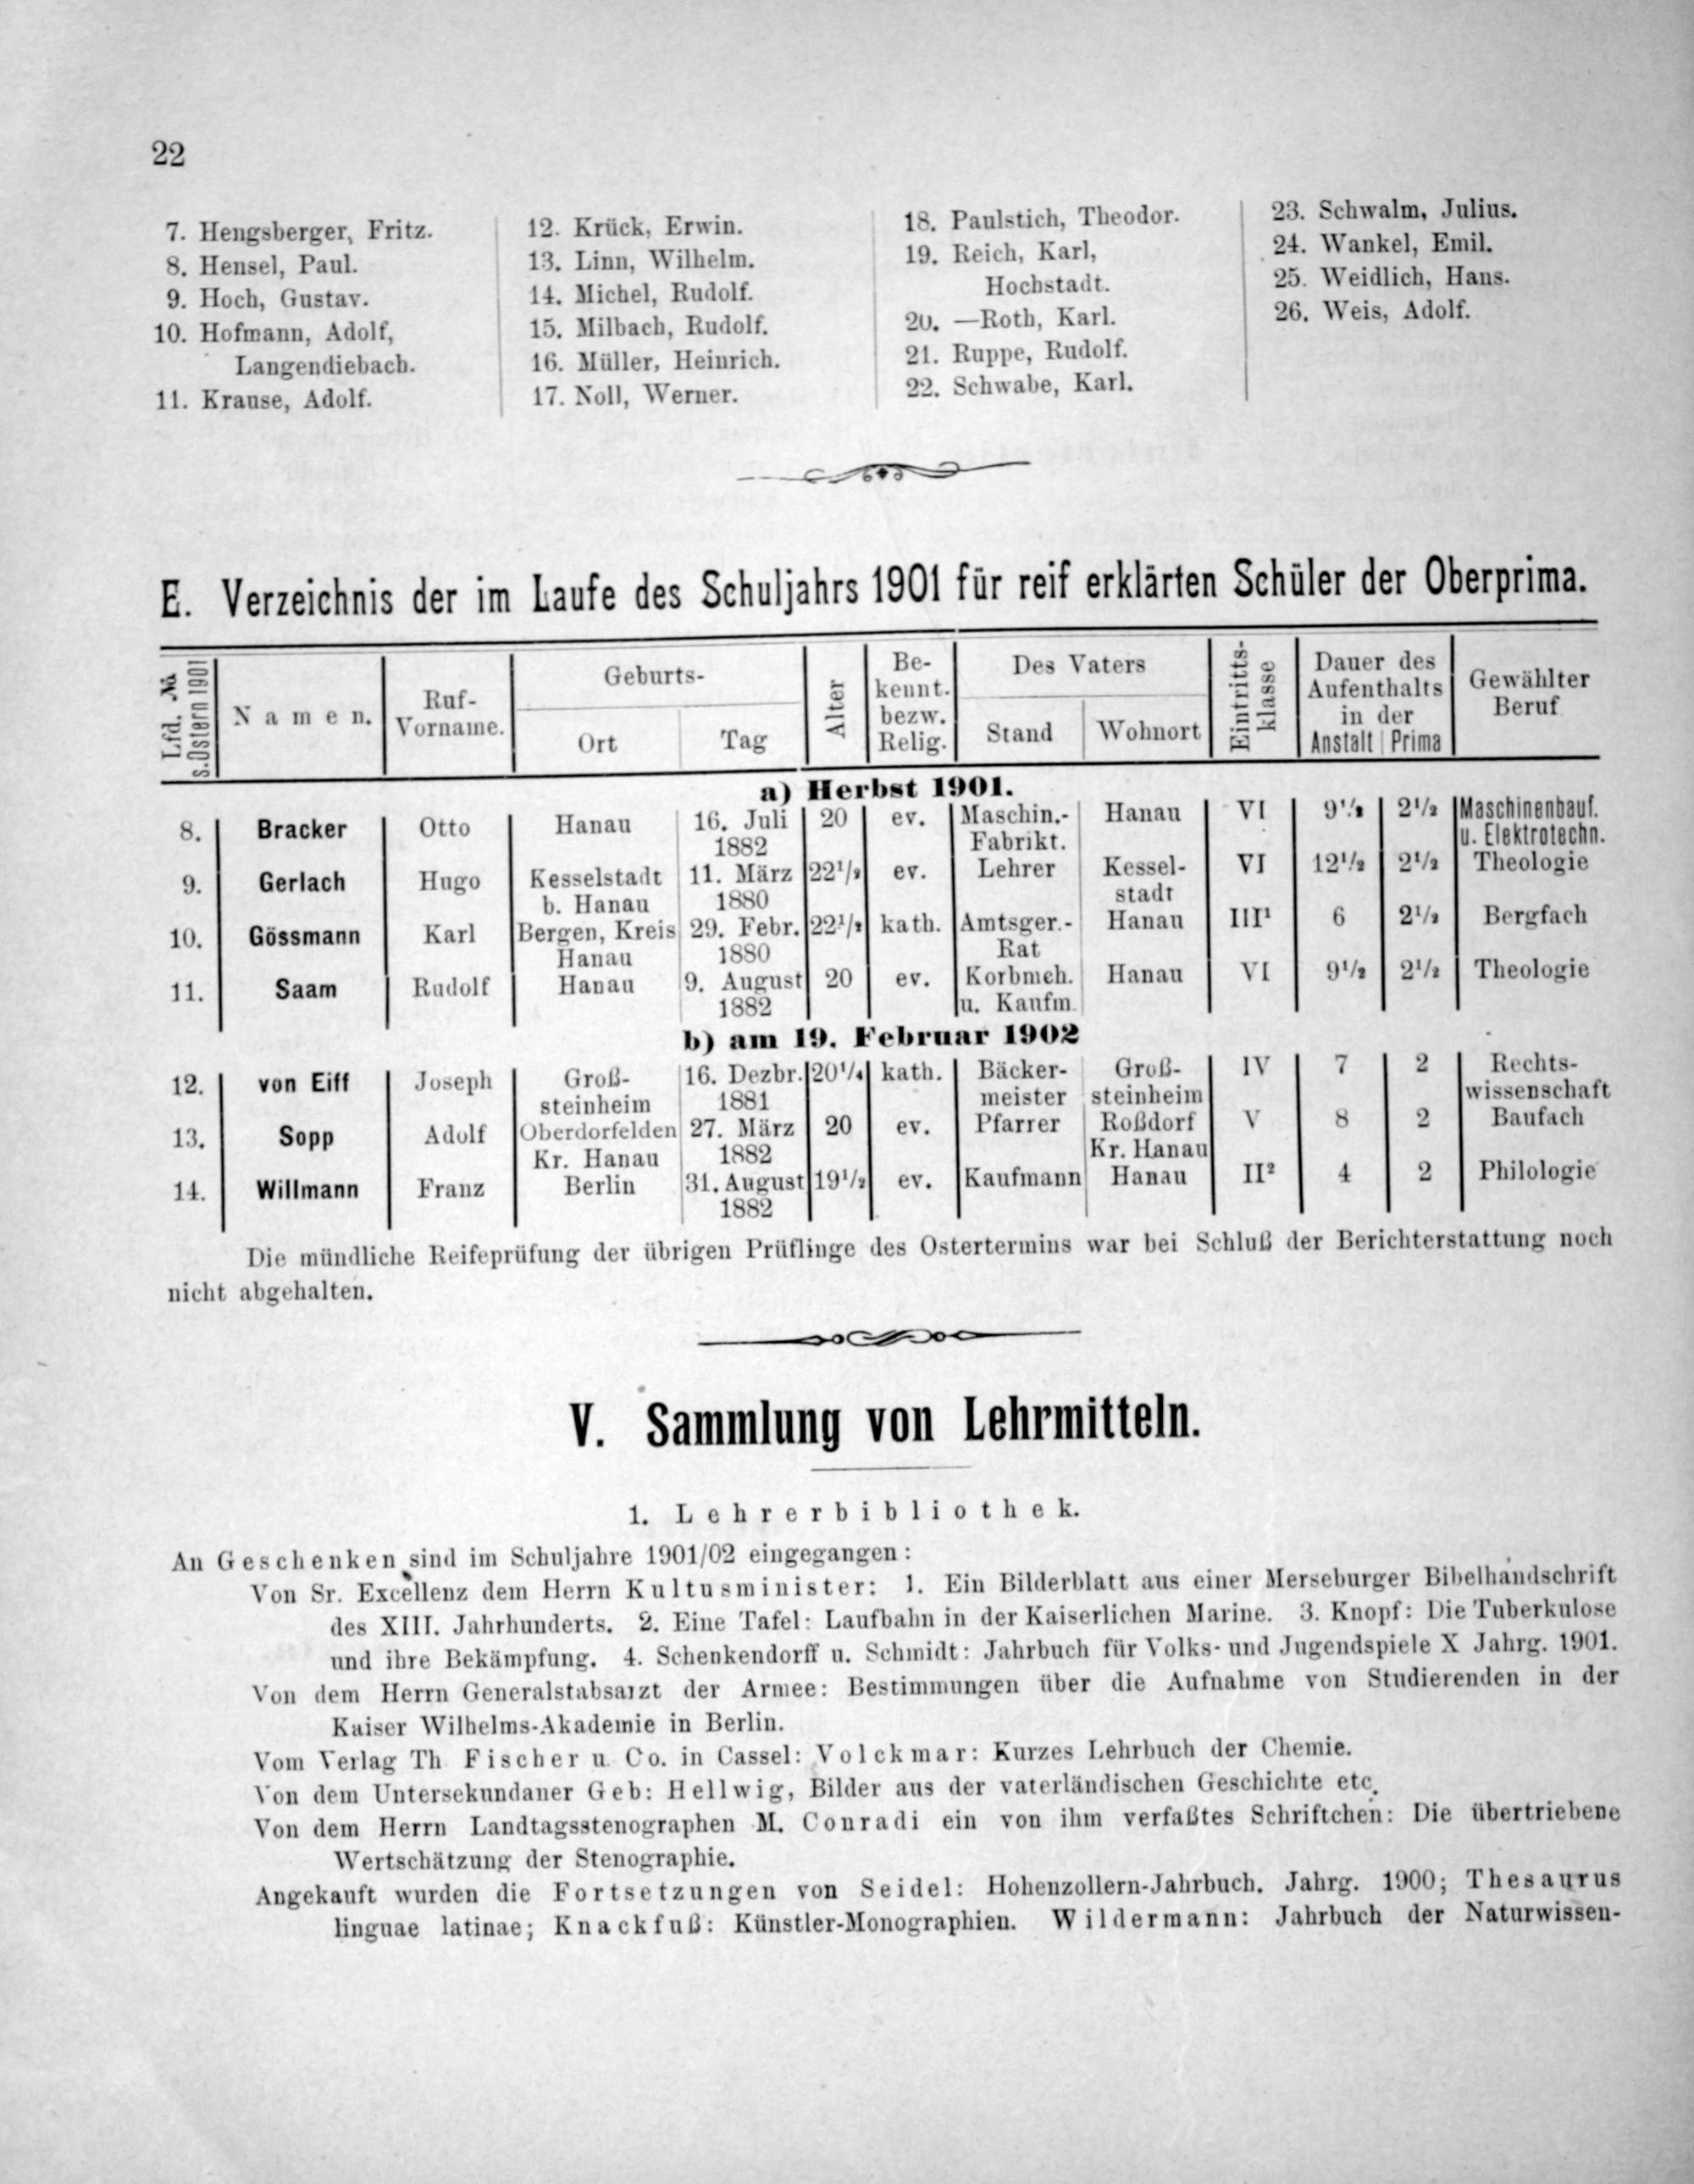 22
7. Hengsberger, Fritz.
8. Hensel, Paul.
9. Hoch, Gustav.
10. Hofmann, Adolf,
Langendiebach.
11. Krause, Adolf.
12. Krück, Erwin.
13. Linn, Wilhelm.
14. Michel, Rudolf.
15. Milbach, Rudolf.
16. Müller, Heinrich.
17. Noll, Werner.
18. Paulstich, Theodor.
19. Reich, Karl,
Hochstadt.
20. —Roth, Karl.
21. Ruppe, Rudolf.
22. Schwabe, Karl.
23. Schwalm, Julius.
24. Wankel, Emil.
25. Weidlich, Hans.
26. Weis, Adolf.
E. Verzeichnis der im Laufe des Schuljahrs 1901 für reif erklärten Schüler der Oberprima.
Lfd. № s. Ostern 1901 | Namen. | Ruf-Vorname. | Geburts- Ort | Tag | Alter | Be-kennt. bezw. Relig. | Des Vaters Stand | Wohnort | Eintritts-klasse | Dauer des Aufenthalts in der Anstalt | Prima | Gewählter Beruf
a) Herbst 1901.
8. Bracker Otto Hanau 16. Juli 20 ev. Maschin.- Hanau VI 9½ 2½ Maschinenbauf.
1882 Fabrikt. u. Elektrotechn.
9. Gerlach Hugo Kesselstadt 11. März 22½ ev. Lehrer Kessel- VI 12½ 2½ Theologie
b. Hanau 1880 stadt
10. Gössmann Karl Bergen, Kreis 29. Febr. 22½ kath. Amtsger.- Hanau III¹ 6 2½ Bergfach
Hanau 1880 Rat
11. Saam Rudolf Hanau 9. August 20 ev. Korbmch. Hanau VI 9½ 2½ Theologie
1882 u. Kaufm.
b) am 19. Februar 1902
12. von Eiff Joseph Groß- 16. Dezbr. 20¼ kath. Bäcker- Groß- IV 7 2 Rechts-
steinheim 1881 meister steinheim wissenschaft
13. Sopp Adolf Oberdorfelden 27. März 20 ev. Pfarrer Roßdorf V 8 2 Baufach
Kr. Hanau 1882 Kr. Hanau
14. Willmann Franz Berlin 31. August 19½ ev. Kaufmann Hanau II² 4 2 Philologie
1882
Die mündliche Reifeprüfung der übrigen Prüflinge des Ostertermins war bei Schluß der Berichterstattung noch
nicht abgehalten.
V. Sammlung von Lehrmitteln.
1. Lehrerbibliothek.
An Geschenken sind im Schuljahre 1901/02 eingegangen:
Von Sr. Excellenz dem Herrn Kultusminister: 1. Ein Bilderblatt aus einer Merseburger Bibelhandschrift
des XIII. Jahrhunderts. 2. Eine Tafel: Laufbahn in der Kaiserlichen Marine. 3. Knopf: Die Tuberkulose
und ihre Bekämpfung. 4. Schenkendorff u. Schmidt: Jahrbuch für Volks- und Jugendspiele X Jahrg. 1901.
Von dem Herrn Generalstabsarzt der Armee: Bestimmungen über die Aufnahme von Studierenden in der
Kaiser Wilhelms-Akademie in Berlin.
Vom Verlag Th Fischer u. Co. in Cassel: Volckmar: Kurzes Lehrbuch der Chemie.
Von dem Untersekundaner Geb: Hellwig, Bilder aus der vaterländischen Geschichte etc.
Von dem Herrn Landtagsstenographen M. Conradi ein von ihm verfaßtes Schriftchen: Die übertriebene
Wertschätzung der Stenographie.
Angekauft wurden die Fortsetzungen von Seidel: Hohenzollern-Jahrbuch. Jahrg. 1900; Thesaurus
linguae latinae; Knackfuß: Künstler-Monographien. Wildermann: Jahrbuch der Naturwissen-